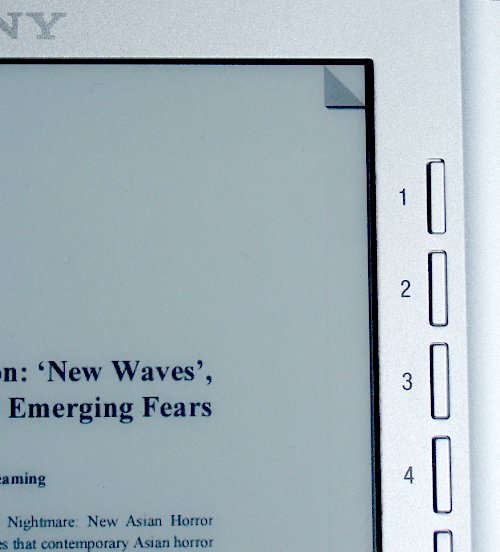 NY
1
2
3
4
on: ‘New Waves’,
Emerging Fears
eaming
Nightmare: New Asian Horror
es that contemporary Asian horror